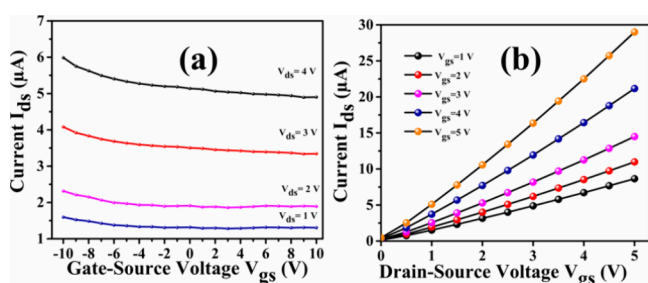 (a)
Current I_ds (µA)
7
6
5
4
3
2
1
V_ds= 4 V
V_ds= 3 V
V_ds= 2 V
V_ds= 1 V
-10 -8 -6 -4 -2 0 2 4 6 8 10
Gate-Source Voltage V_gs (V)
(b)
Current I_ds (µA)
30
25
20
15
10
5
0
V_gs=1 V
V_gs=2 V
V_gs=3 V
V_gs=4 V
V_gs=5 V
0 1 2 3 4 5
Drain-Source Voltage V_gs (V)